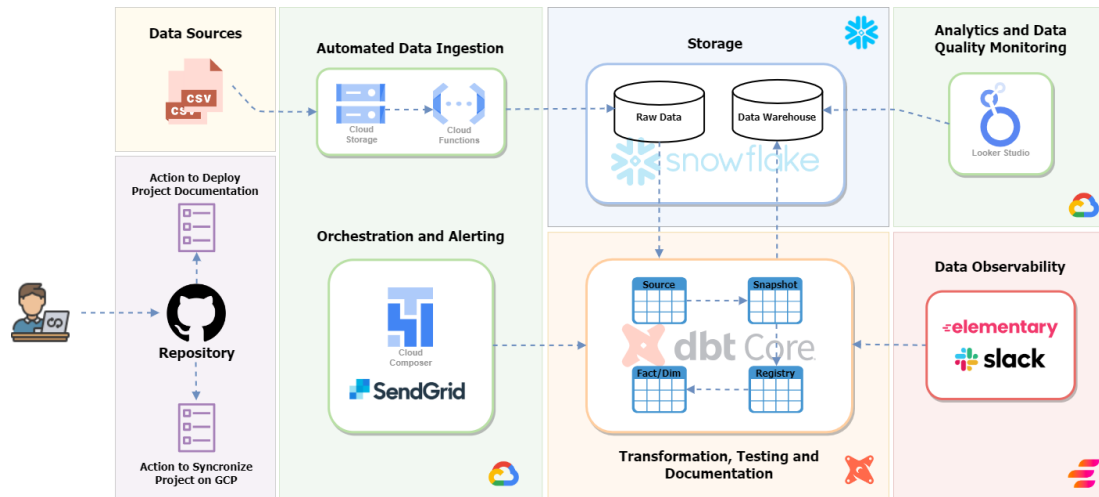 Data Sources
csv
csv
Automated Data Ingestion
Cloud
Storage
Cloud
Functions
Storage
Raw Data
Data Warehouse
snowflake
Analytics and Data
Quality Monitoring
Looker Studio
Action to Deploy
Project Documentation
Repository
Action to Syncronize
Project on GCP
Orchestration and Alerting
Cloud
Composer
SendGrid
Source
Snapshot
dbt Core
Fact/Dim
Registry
Transformation, Testing and
Documentation
Data Observability
elementary
slack